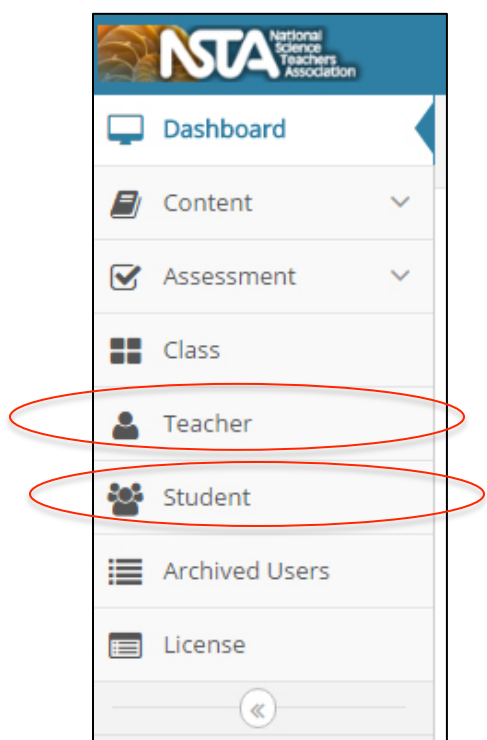 NSTA
National
Science
Teachers
Association
Dashboard
Content
Assessment
Class
Teacher
Student
Archived Users
License